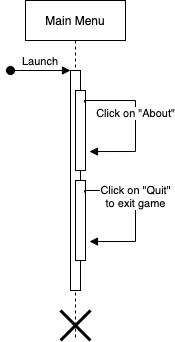 Main Menu
Launch
Click on "About"
Click on "Quit"
to exit game